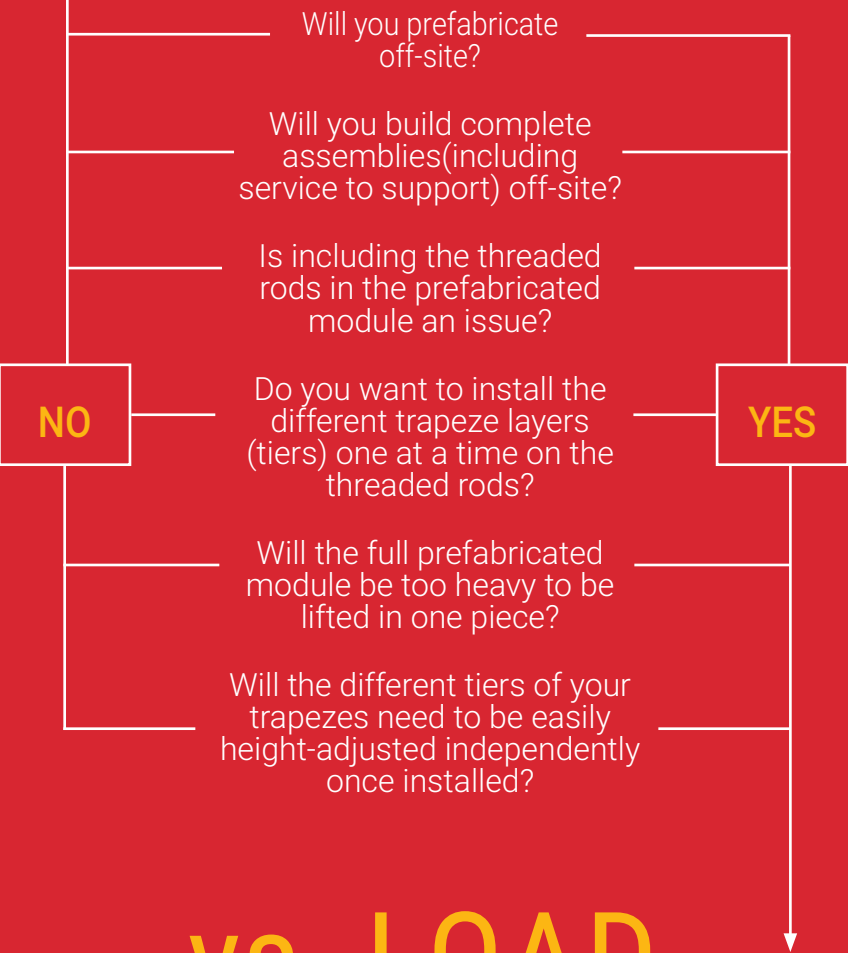 Will you prefabricate
off-site?
Will you build complete
assemblies(including
service to support) off-site?
Is including the threaded
rods in the prefabricated
module an issue?
NO
Do you want to install the
different trapeze layers
(tiers) one at a time on the
threaded rods?
YES
Will the full prefabricated
module be too heavy to be
lifted in one piece?
Will the different tiers of your
trapezes need to be easily
height-adjusted independently
once installed?
vs. LOAD